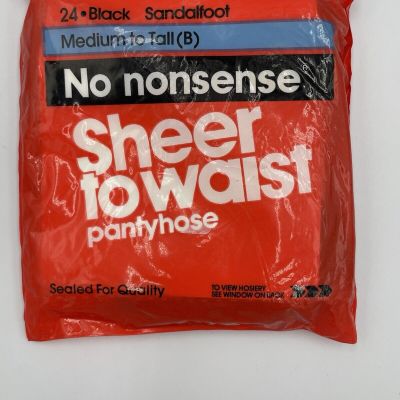 24•Black Sandalfoot
Medium to Tall (B)
No nonsense
Sheer
to waist
pantyhose
Sealed For Quality
TO VIEW HOSIERY
SEE WINDOW ON BACK